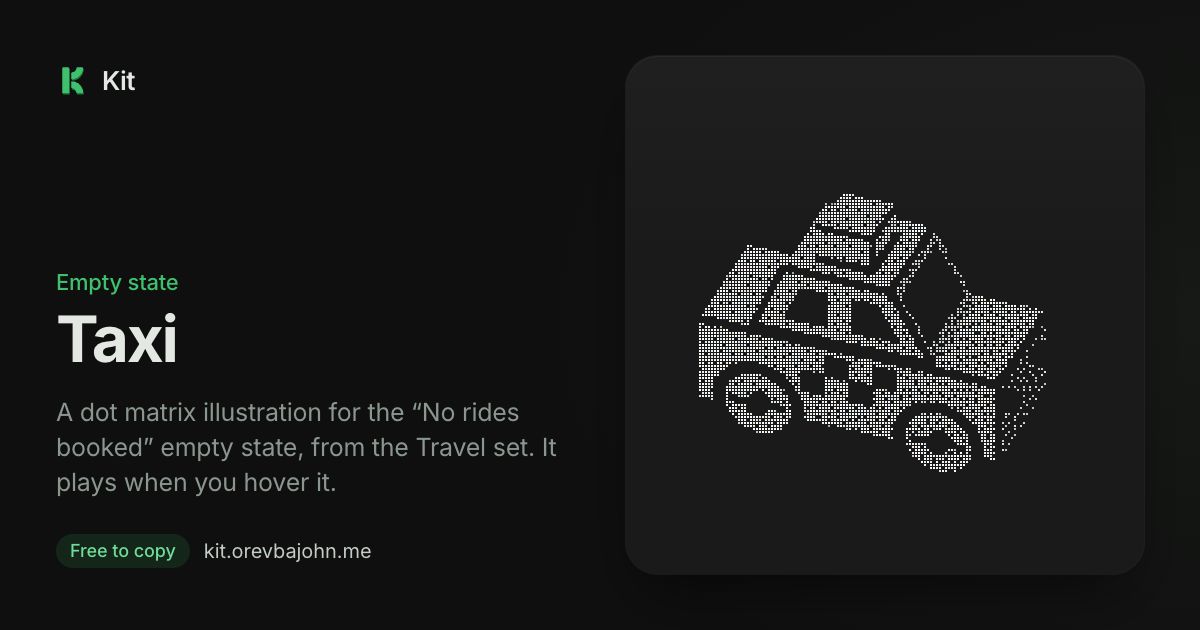 Kit
Empty state
Taxi
A dot matrix illustration for the “No rides
booked” empty state, from the Travel set. It
plays when you hover it.
Free to copy
kit.orevbajohn.me